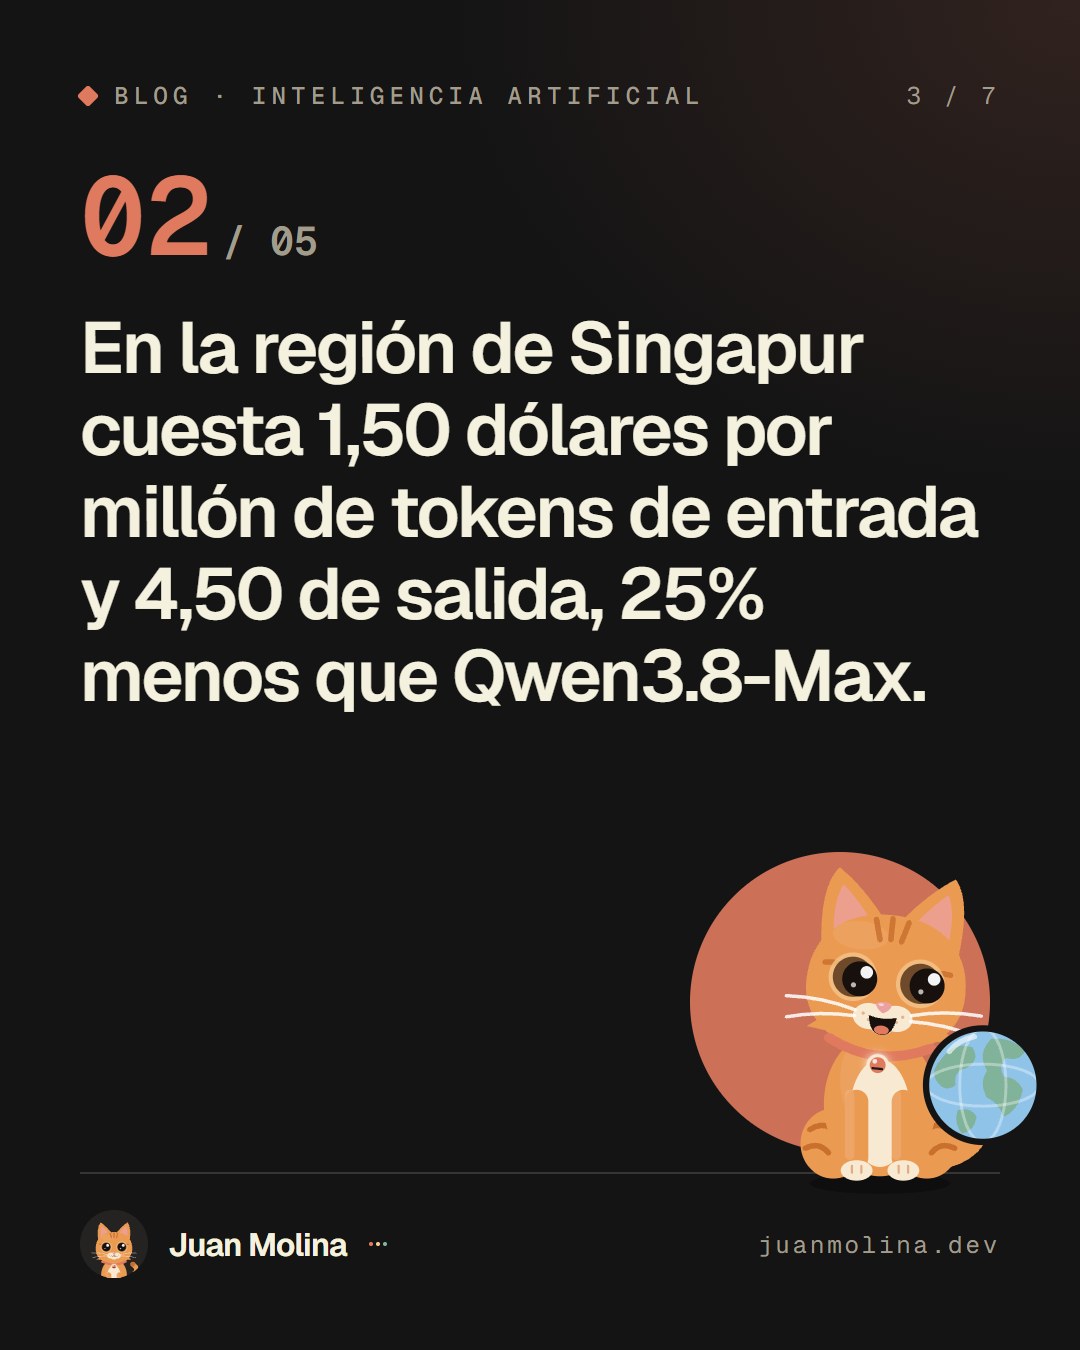 BLOG · INTELIGENCIA ARTIFICIAL
3 / 7
02 / 05
En la región de Singapur
cuesta 1,50 dólares por
millón de tokens de entrada
y 4,50 de salida, 25%
menos que Qwen3.8-Max.
Juan Molina
juanmolina.dev